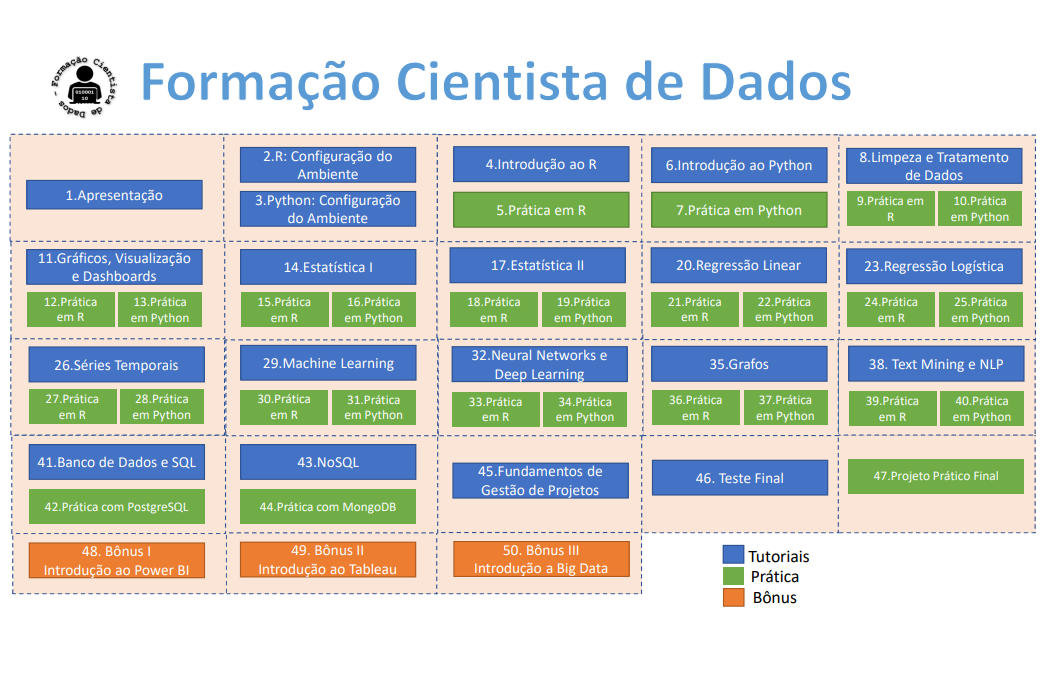 Formação Cientista de Dados -
010001
10
Formação Cientista de Dados
1.Apresentação
2.R: Configuração do
Ambiente
3.Python: Configuração
do Ambiente
4.Introdução ao R
5.Prática em R
6.Introdução ao Python
7.Prática em Python
8.Limpeza e Tratamento
de Dados
9.Prática em
R
10.Prática
em Python
11.Gráficos, Visualização
e Dashboards
12.Prática
em R
13.Prática
em Python
14.Estatística I
15.Prática
em R
16.Prática
em Python
17.Estatística II
18.Prática
em R
19.Prática
em Python
20.Regressão Linear
21.Prática
em R
22.Prática
em Python
23.Regressão Logística
24.Prática
em R
25.Prática
em Python
26.Séries Temporais
27.Prática
em R
28.Prática
em Python
29.Machine Learning
30.Prática
em R
31.Prática
em Python
32.Neural Networks e
Deep Learning
33.Prática
em R
34.Prática
em Python
35.Grafos
36.Prática
em R
37.Prática
em Python
38. Text Mining e NLP
39.Prática
em R
40.Prática
em Python
41.Banco de Dados e SQL
42.Prática com PostgreSQL
43.NoSQL
44.Prática com MongoDB
45.Fundamentos de
Gestão de Projetos
46. Teste Final
47.Projeto Prático Final
48. Bônus I
Introdução ao Power BI
49. Bônus II
Introdução ao Tableau
50. Bônus III
Introdução a Big Data
Tutoriais
Prática
Bônus